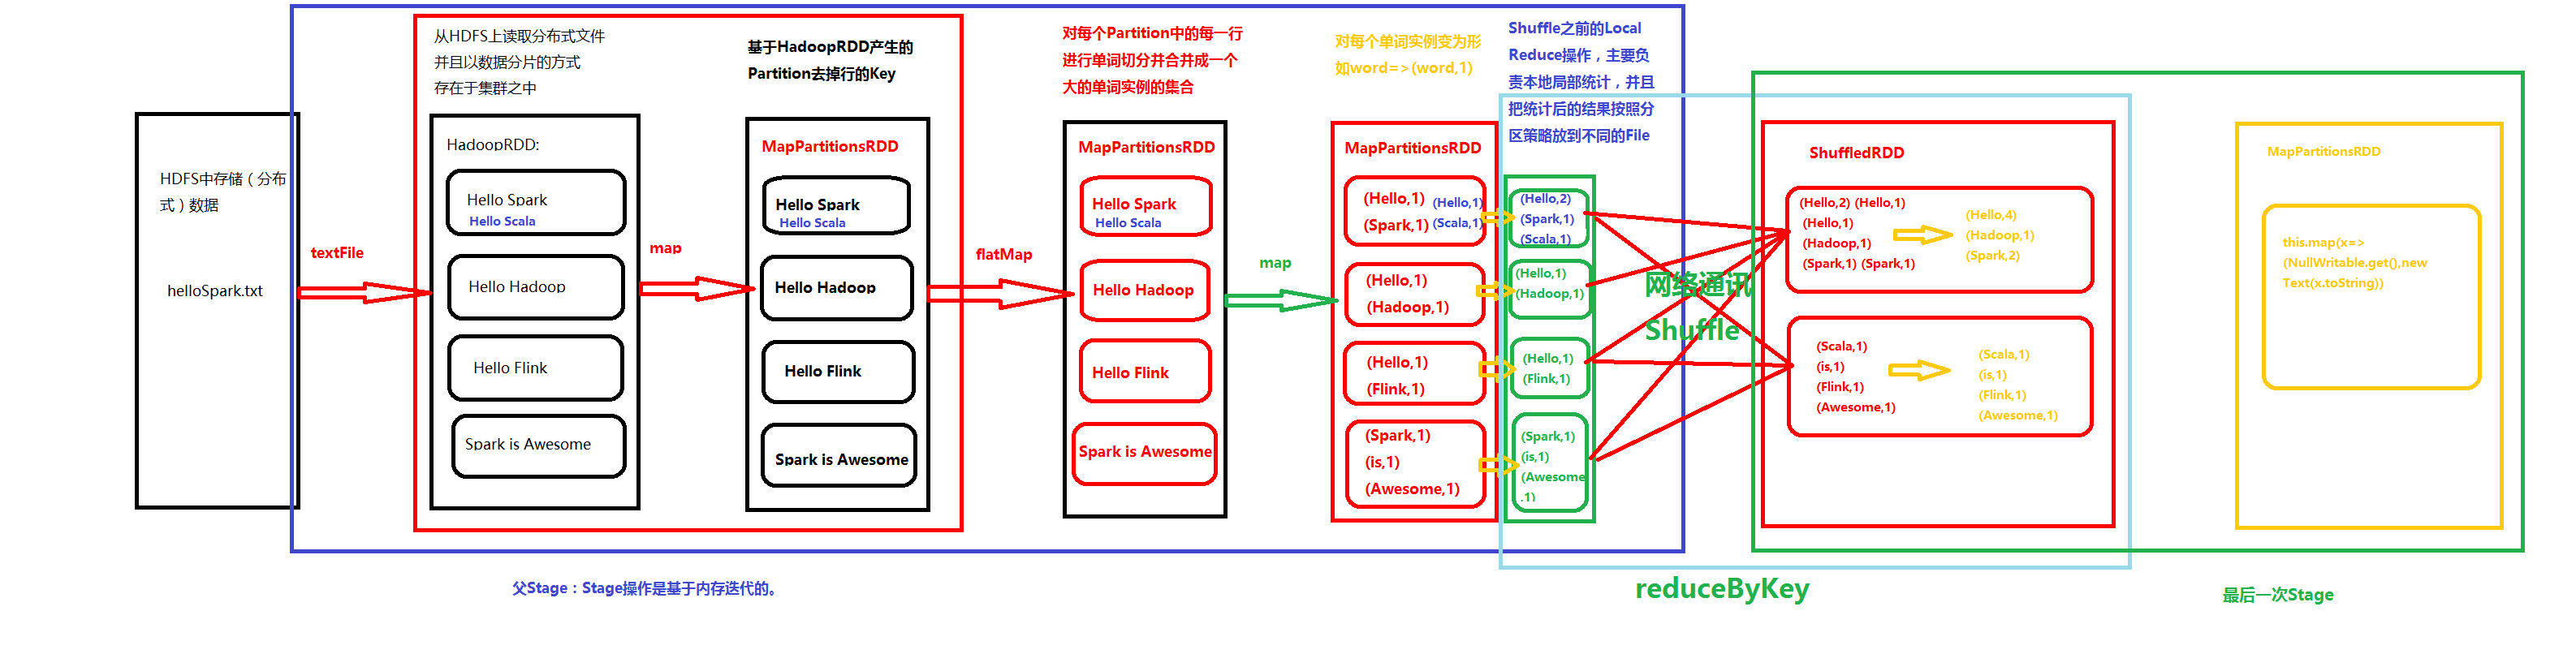 HDFS中存储（分布
式）数据
helloSpark.txt
textFile
从HDFS上读取分布式文件
并且以数据分片的方式
存在于集群之中
HadoopRDD:
Hello Spark
Hello Scala
Hello Hadoop
Hello Flink
Spark is Awesome
map
基于HadoopRDD产生的
Partition去掉行的Key
MapPartitionsRDD
Hello Spark
Hello Scala
Hello Hadoop
Hello Flink
Spark is Awesome
flatMap
对每个Partition中的每一行
进行单词切分并合并成一个
大的单词实例的集合
MapPartitionsRDD
Hello Spark
Hello Scala
Hello Hadoop
Hello Flink
Spark is Awesome
map
对每个单词实例变为形
如word=>(word,1)
MapPartitionsRDD
(Hello,1) (Hello,1)
(Spark,1) (Scala,1)
(Hello,1)
(Hadoop,1)
(Hello,1)
(Flink,1)
(Spark,1)
(is,1)
(Awesome,1)
Shuffle之前的Local
Reduce操作，主要负
责本地局部统计，并且
把统计后的结果按照分
区策略放到不同的File
(Hello,2)
(Spark,1)
(Scala,1)
(Hello,1)
(Hadoop,1)
(Hello,1)
(Flink,1)
(Spark,1)
(is,1)
(Awesome
,1)
网络通讯
Shuffle
ShuffledRDD
(Hello,2) (Hello,1)
(Hello,1)
(Hadoop,1)
(Spark,1) (Spark,1)
(Hello,4)
(Hadoop,1)
(Spark,2)
(Scala,1)
(is,1)
(Flink,1)
(Awesome,1)
(Scala,1)
(is,1)
(Flink,1)
(Awesome,1)
MapPartitionsRDD
this.map(x=>
(NullWritable.get(),new
Text(x.toString))
父Stage：Stage操作是基于内存迭代的。
reduceByKey
最后一次Stage